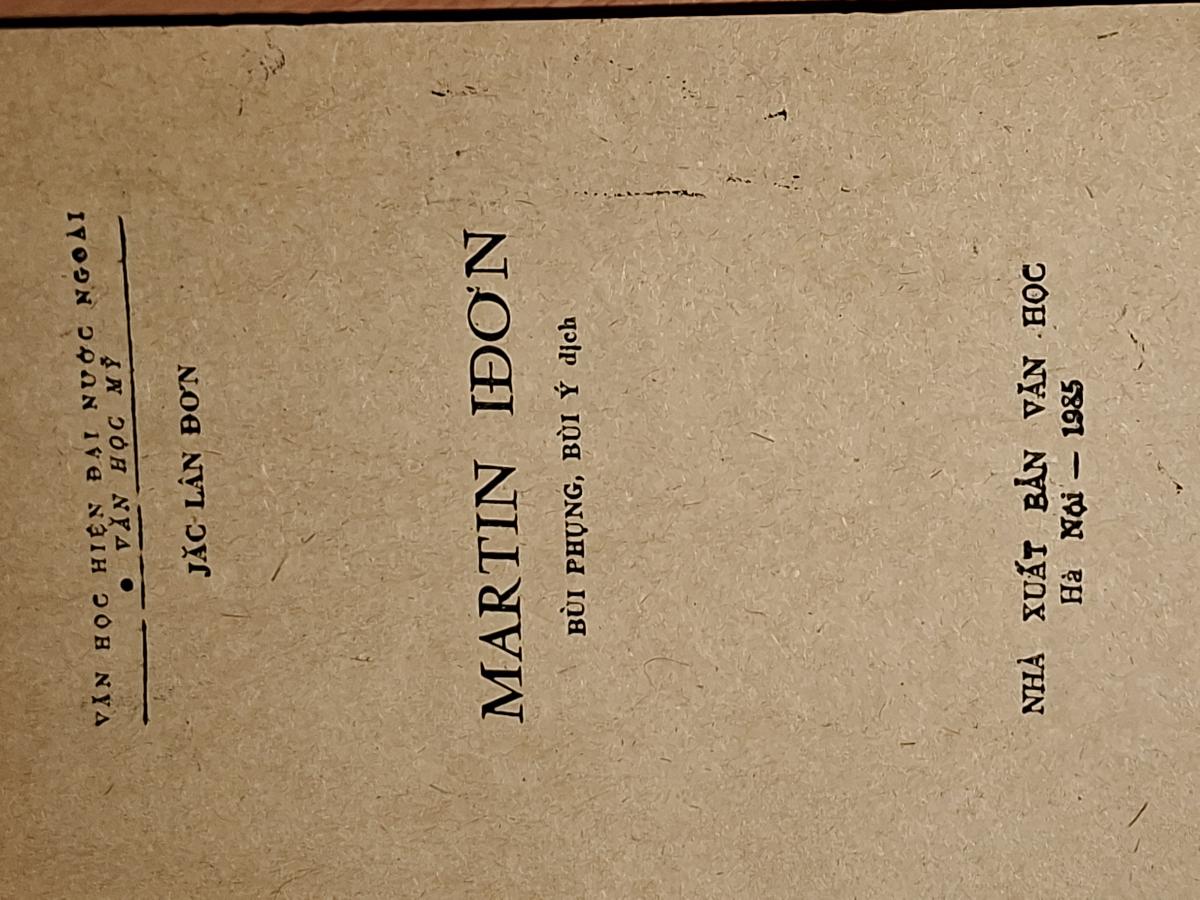 VĂN HỌC HIỆN ĐẠI NƯỚC NGOÀI
● VĂN HỌC MỸ
JĂC LÂN ĐƠN
MARTIN IĐƠN
BÙI PHỤNG, BÙI Ý dịch
NHÀ XUẤT BẢN VĂN HỌC
Hà Nội — 1985